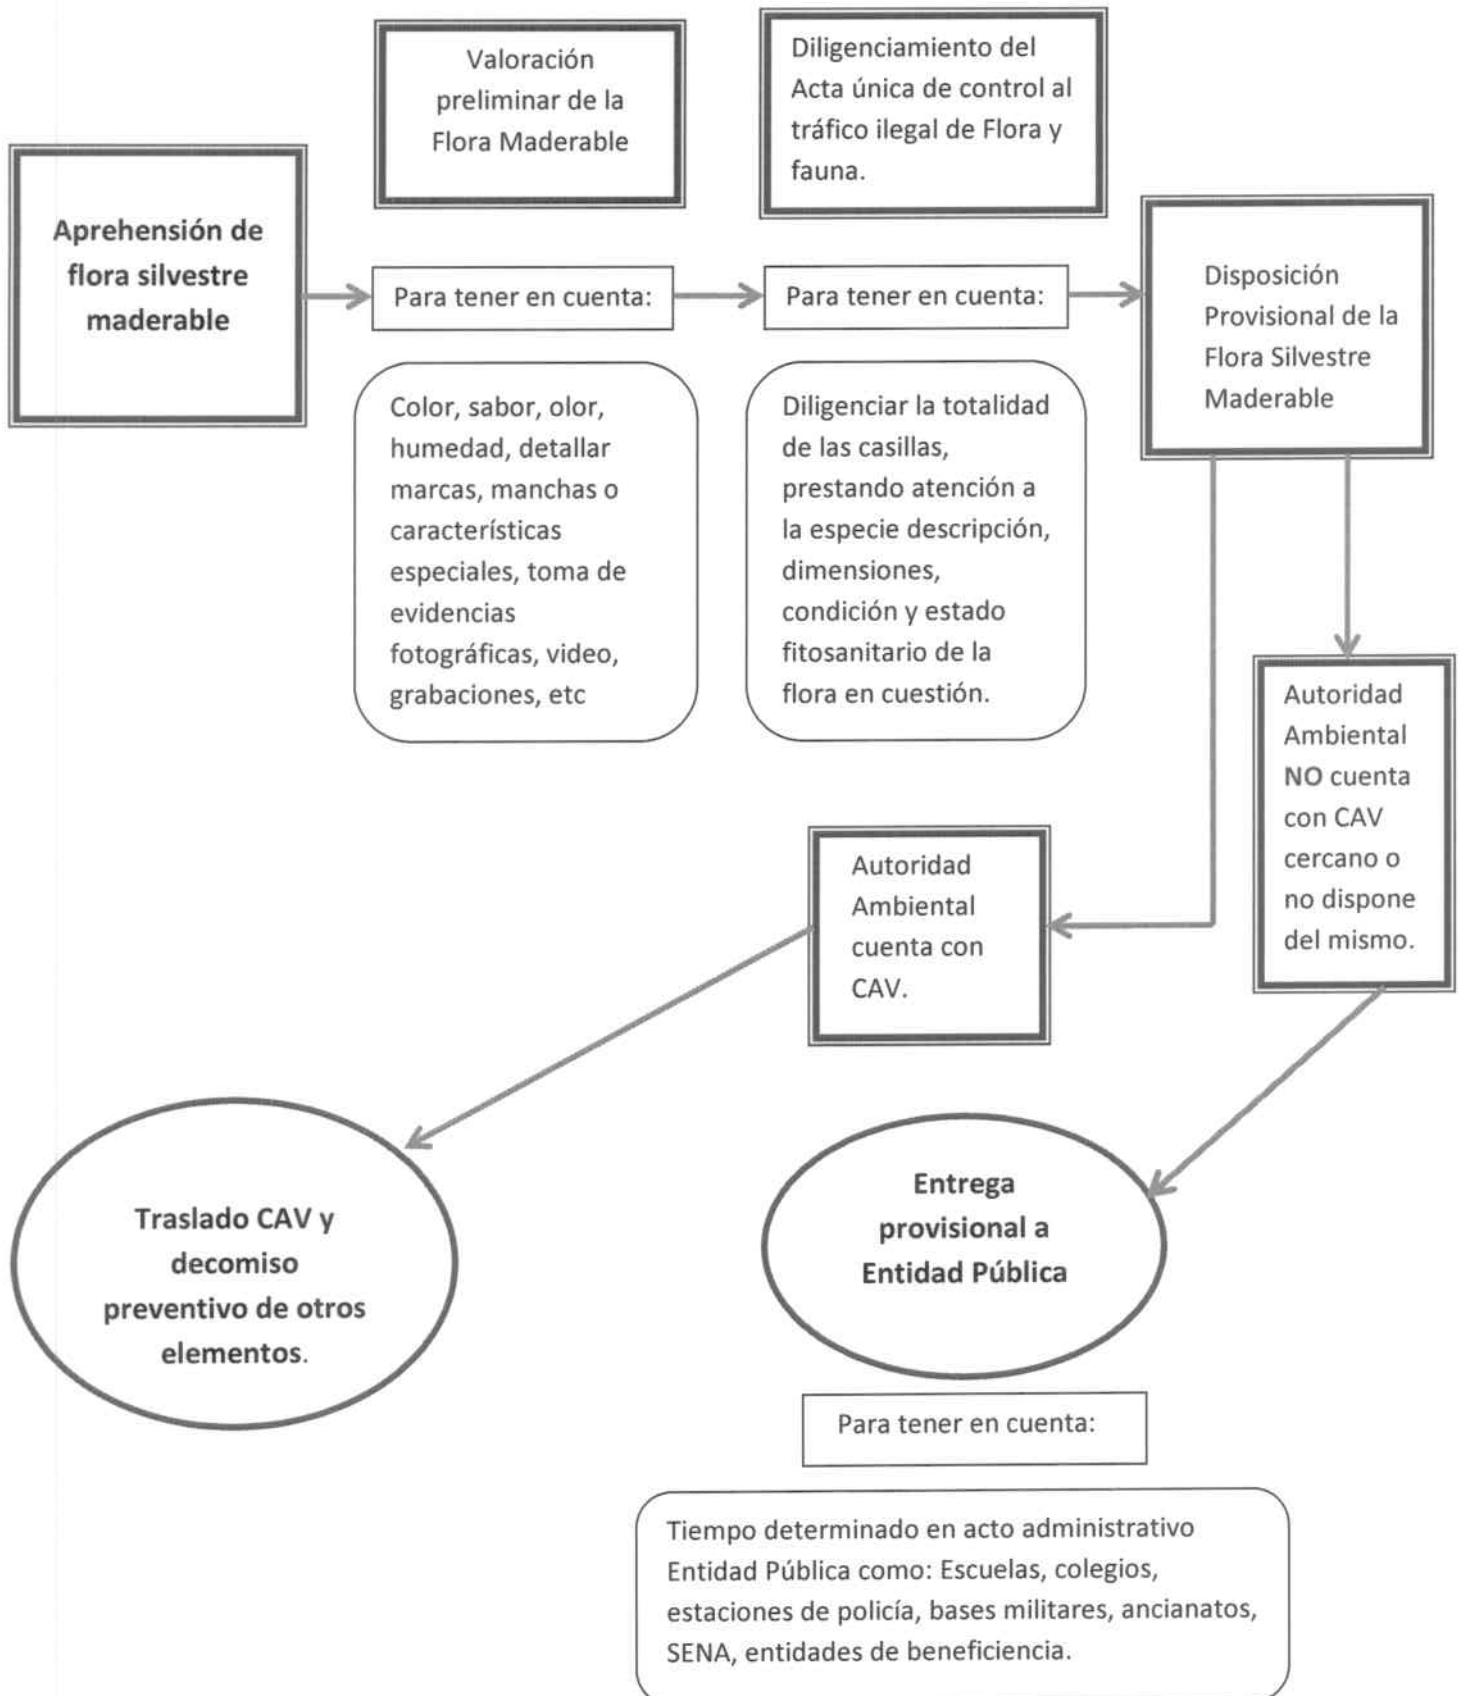 Valoración
preliminar de la
Flora Maderable
Diligenciamiento del
Acta única de control al
tráfico ilegal de Flora y
fauna.
Aprehensión de
flora silvestre
maderable
Para tener en cuenta:
Para tener en cuenta:
Disposición
Provisional de la
Flora Silvestre
Maderable
Color, sabor, olor,
humedad, detallar
marcas, manchas o
características
especiales, toma de
evidencias
fotográficas, video,
grabaciones, etc
Diligenciar la totalidad
de las casillas,
prestando atención a
la especie descripción,
dimensiones,
condición y estado
fitosanitario de la
flora en cuestión.
Autoridad
Ambiental
NO cuenta
con CAV
cercano o
no dispone
del mismo.
Autoridad
Ambiental
cuenta con
CAV.
Traslado CAV y
decomiso
preventivo de otros
elementos.
Entrega
provisional a
Entidad Pública
Para tener en cuenta:
Tiempo determinado en acto administrativo
Entidad Pública como: Escuelas, colegios,
estaciones de policía, bases militares, ancianatos,
SENA, entidades de beneficiencia.